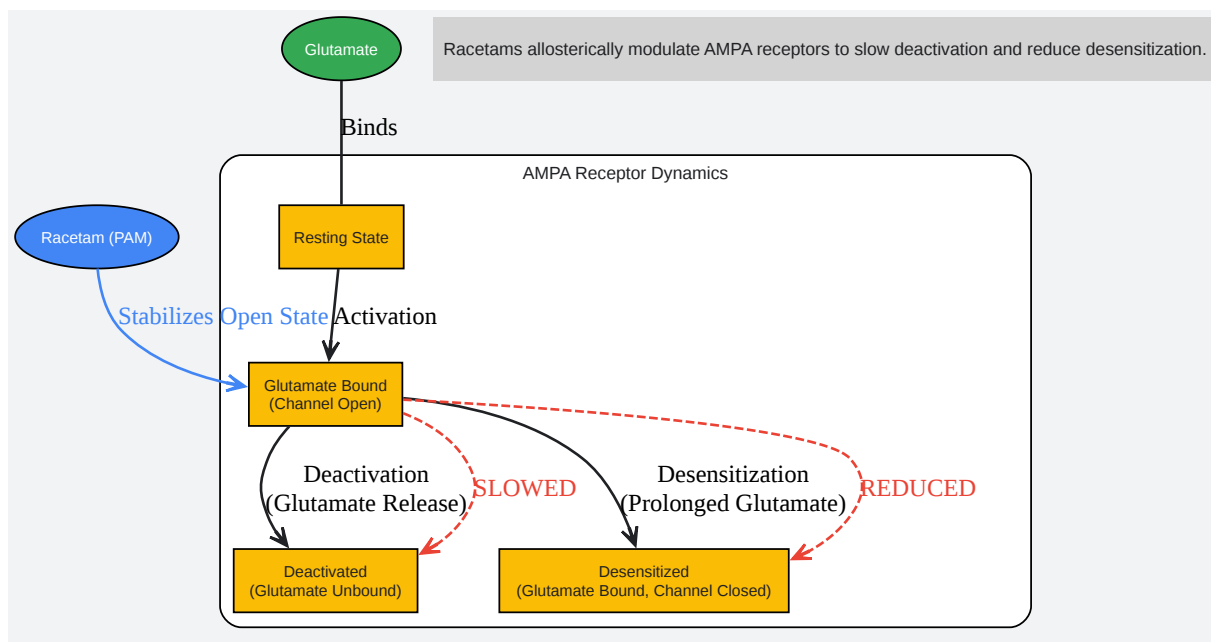 Glutamate
Racetams allosterically modulate AMPA receptors to slow deactivation and reduce desensitization.
Binds
AMPA Receptor Dynamics
Racetam (PAM)
Resting State
Stabilizes Open State
Activation
Glutamate Bound
(Channel Open)
Deactivation
(Glutamate Release)
SLOWED
Desensitization
(Prolonged Glutamate)
REDUCED
Deactivated
(Glutamate Unbound)
Desensitized
(Glutamate Bound, Channel Closed)